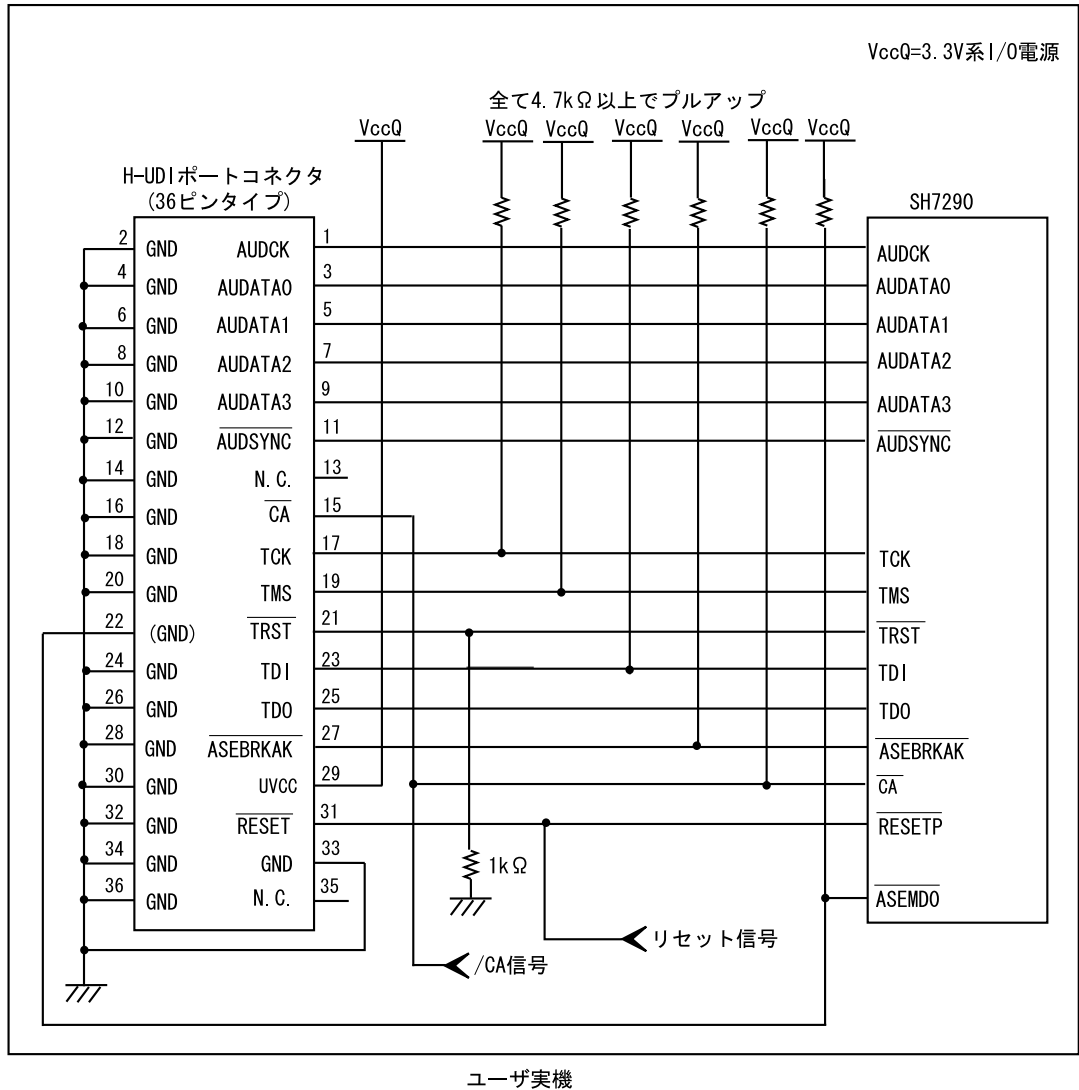 VccQ=3.3V系I/O電源
全て4.7kΩ以上でプルアップ
VccQ VccQ VccQ VccQ VccQ VccQ VccQ
H-UDIポートコネクタ
(36ピンタイプ)
SH7290
2 GND AUDCK 1 AUDCK
4 GND AUDATA0 3 AUDATA0
6 GND AUDATA1 5 AUDATA1
8 GND AUDATA2 7 AUDATA2
10 GND AUDATA3 9 AUDATA3
12 GND AUDSYNC 11 AUDSYNC
14 GND N.C. 13
16 GND CA 15
18 GND TCK 17 TCK
20 GND TMS 19 TMS
22 (GND) TRST 21 TRST
24 GND TDI 23 TDI
26 GND TDO 25 TDO
28 GND ASEBRKAK 27 ASEBRKAK
30 GND UVCC 29 CA
32 GND RESET 31 RESETP
34 GND GND 33
1kΩ
36 GND N.C. 35 ASEMD0
リセット信号
/CA信号
ユーザ実機